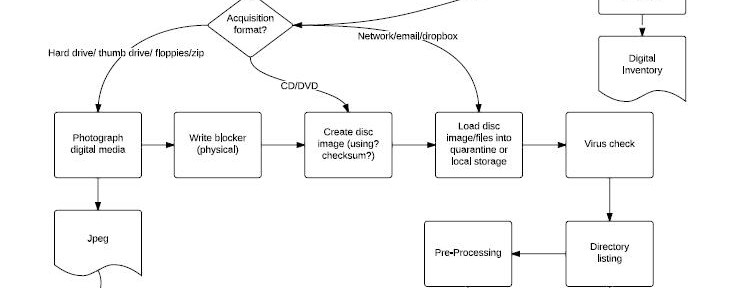 Acquisition
format?
Network/email/dropbox
Hard drive/ thumb drive/ floppies/zip
CD/DVD
Digital
Inventory
Photograph
digital media
Write blocker
(physical)
Create disc
image (using?
checksum?)
Load disc
image/files into
quarantine or
local storage
Virus check
Jpeg
Pre-Processing
Directory
listing